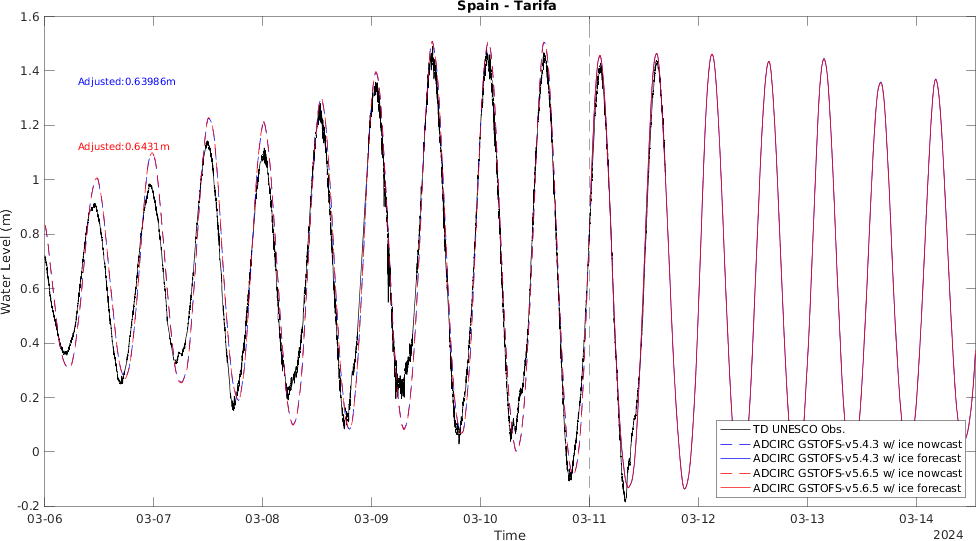 Spain - Tarifa
1.6
1.4
1.2
1
0.8
0.6
0.4
0.2
0
-0.2
Water Level (m)
Adjusted:0.63986m
Adjusted:0.6431m
TD UNESCO Obs.
ADCIRC GSTOFS-v5.4.3 w/ ice nowcast
ADCIRC GSTOFS-v5.4.3 w/ ice forecast
ADCIRC GSTOFS-v5.6.5 w/ ice nowcast
ADCIRC GSTOFS-v5.6.5 w/ ice forecast
03-06 03-07 03-08 03-09 03-10 03-11 03-12 03-13 03-14
Time
2024